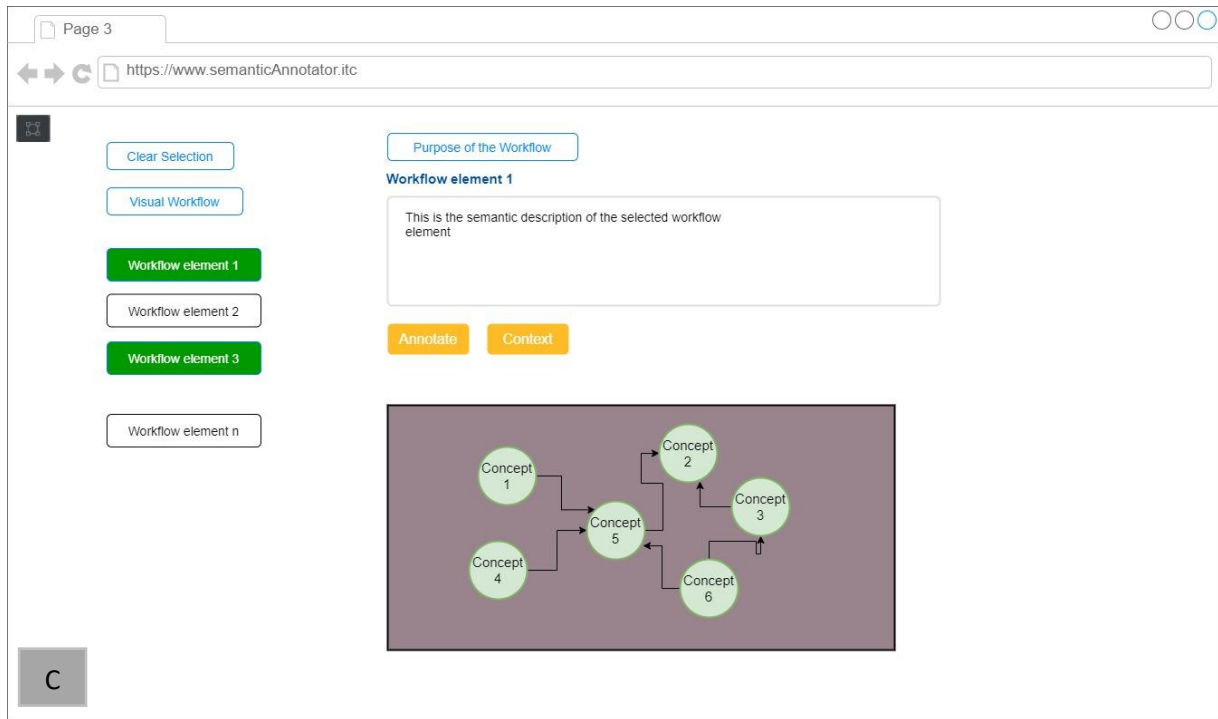 Page 3
https://www.semanticAnnotator.itc
Clear Selection
Visual Workflow
Workflow element 1
Workflow element 2
Workflow element 3
Workflow element n
Purpose of the Workflow
Workflow element 1
This is the semantic description of the selected workflow
element
Annotate
Context
Concept
1
Concept
2
Concept
3
Concept
4
Concept
5
Concept
6
C